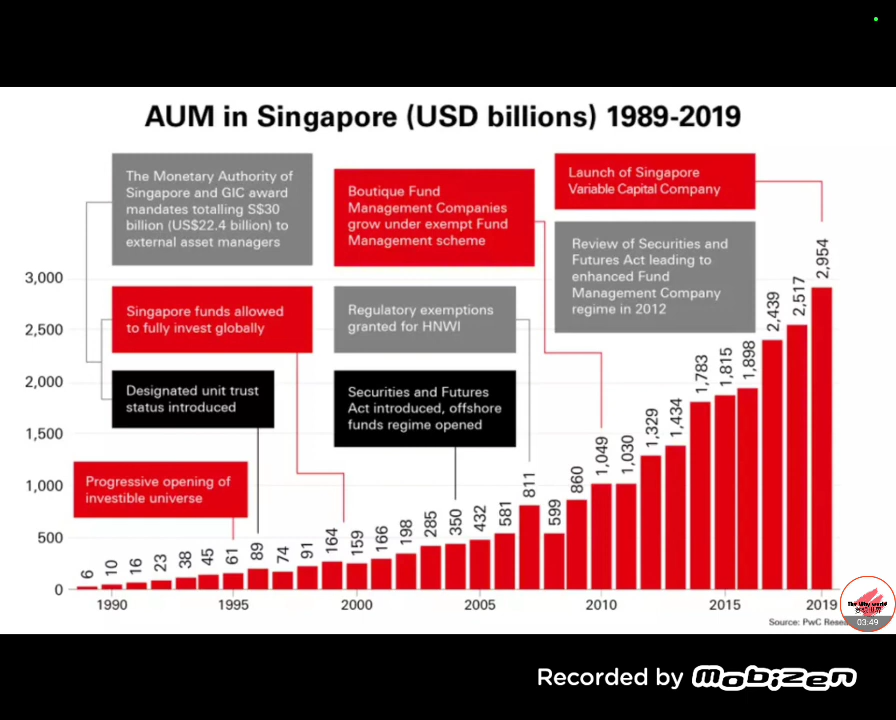 AUM in Singapore (USD billions) 1989-2019
The Monetary Authority of
Singapore and GIC award
mandates totalling S$30
billion (US$22.4 billion) to
external asset managers
Boutique Fund
Management Companies
grow under exempt Fund
Management scheme
Launch of Singapore
Variable Capital Company
Review of Securities and
Futures Act leading to
enhanced Fund
Management Company
regime in 2012
Singapore funds allowed
to fully invest globally
Regulatory exemptions
granted for HNWI
Designated unit trust
status introduced
Securities and Futures
Act introduced, offshore
funds regime opened
Progressive opening of
investible universe
3,000
2,500
2,000
1,500
1,000
500
0
6
10
16
23
38
45
61
89
74
91
164
159
166
198
285
350
432
581
811
599
860
1,049
1,030
1,329
1,434
1,783
1,815
1,898
2,439
2,517
2,954
1990
1995
2000
2005
2010
2015
2019
Source: PwC
03:49
Recorded by mobizen